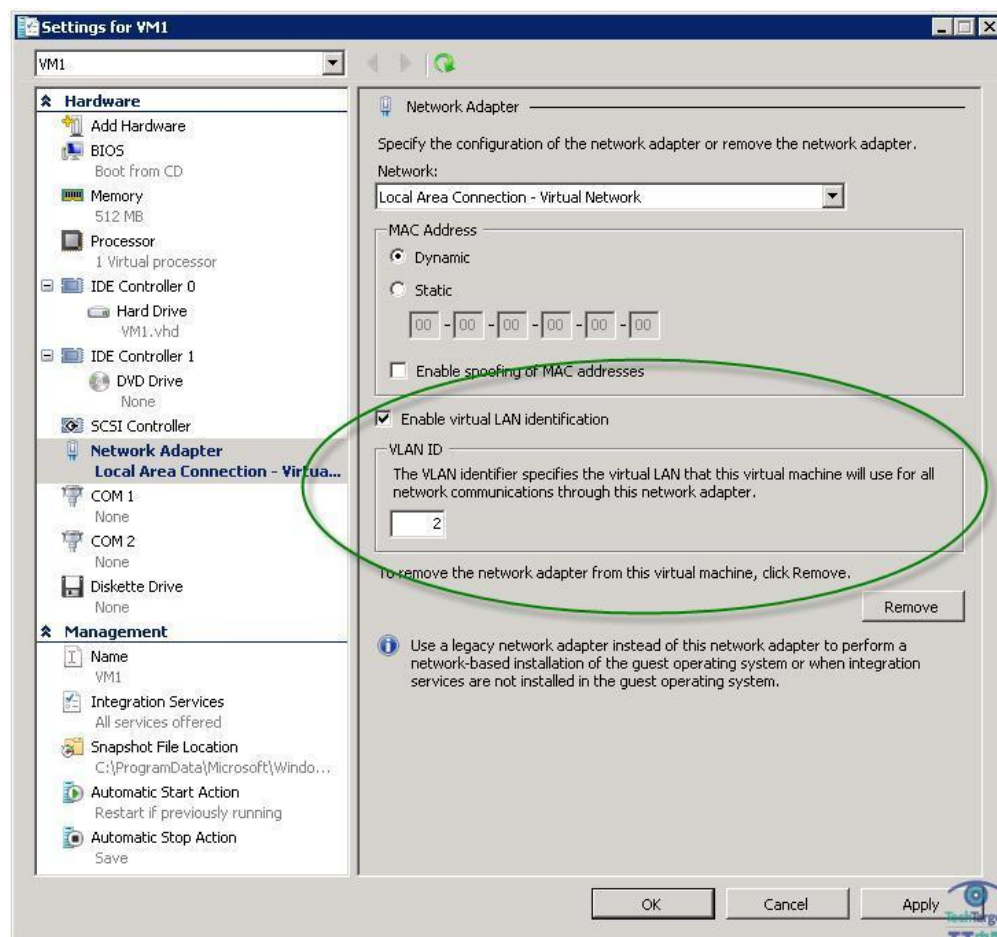 Settings for VM1
VM1
Hardware
Add Hardware
BIOS
Boot from CD
Memory
512 MB
Processor
1 Virtual processor
IDE Controller 0
Hard Drive
VM1.vhd
IDE Controller 1
DVD Drive
None
SCSI Controller
Network Adapter
Local Area Connection - Virtua...
COM 1
None
COM 2
None
Diskette Drive
None
Management
Name
VM1
Integration Services
All services offered
Snapshot File Location
C:\ProgramData\Microsoft\Windo...
Automatic Start Action
Restart if previously running
Automatic Stop Action
Save
Network Adapter
Specify the configuration of the network adapter or remove the network adapter.
Network:
Local Area Connection - Virtual Network
MAC Address
Dynamic
Static
00 - 00 - 00 - 00 - 00 - 00
Enable spoofing of MAC addresses
Enable virtual LAN identification
VLAN ID
The VLAN identifier specifies the virtual LAN that this virtual machine will use for all
network communications through this network adapter.
2
To remove the network adapter from this virtual machine, click Remove.
Remove
Use a legacy network adapter instead of this network adapter to perform a
network-based installation of the guest operating system or when integration
services are not installed in the guest operating system.
OK
Cancel
Apply